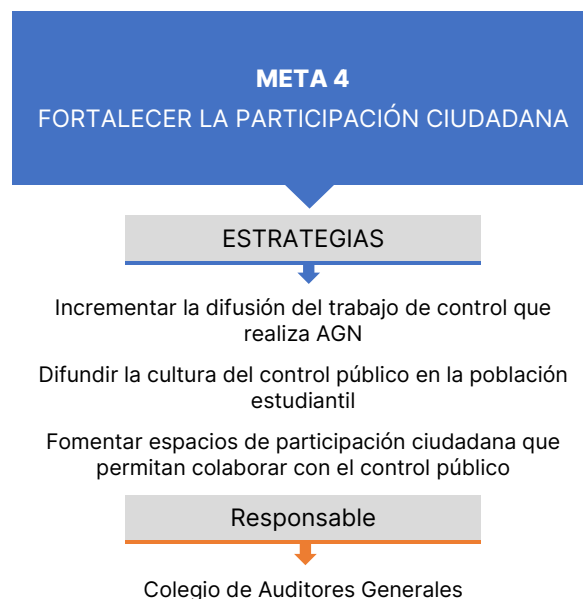 META 4
FORTALECER LA PARTICIPACIÓN CIUDADANA
ESTRATEGIAS
Incrementar la difusión del trabajo de control que
realiza AGN
Difundir la cultura del control público en la población
estudiantil
Fomentar espacios de participación ciudadana que
permitan colaborar con el control público
Responsable
Colegio de Auditores Generales